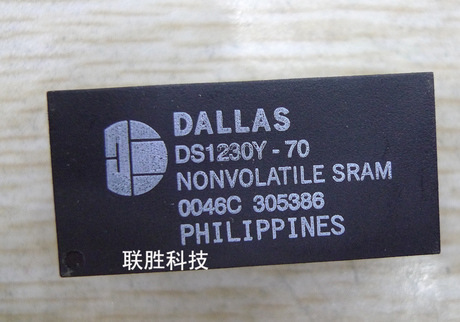 DALLAS
DS1230Y-70
NONVOLATILE SRAM
0046C 305386
PHILIPPINES
联胜科技